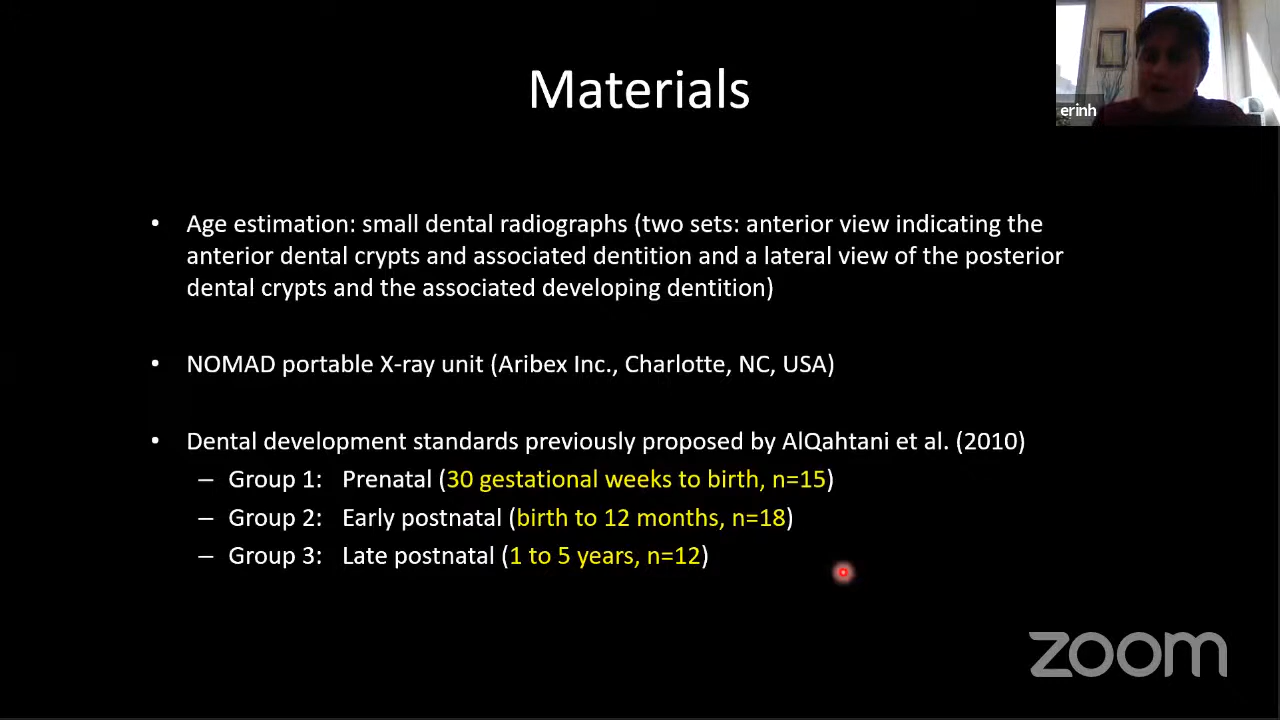 Materials
erinh
• Age estimation: small dental radiographs (two sets: anterior view indicating the
anterior dental crypts and associated dentition and a lateral view of the posterior
dental crypts and the associated developing dentition)
• NOMAD portable X-ray unit (Aribex Inc., Charlotte, NC, USA)
• Dental development standards previously proposed by AlQahtani et al. (2010)
– Group 1: Prenatal (30 gestational weeks to birth, n=15)
– Group 2: Early postnatal (birth to 12 months, n=18)
– Group 3: Late postnatal (1 to 5 years, n=12)
zoom